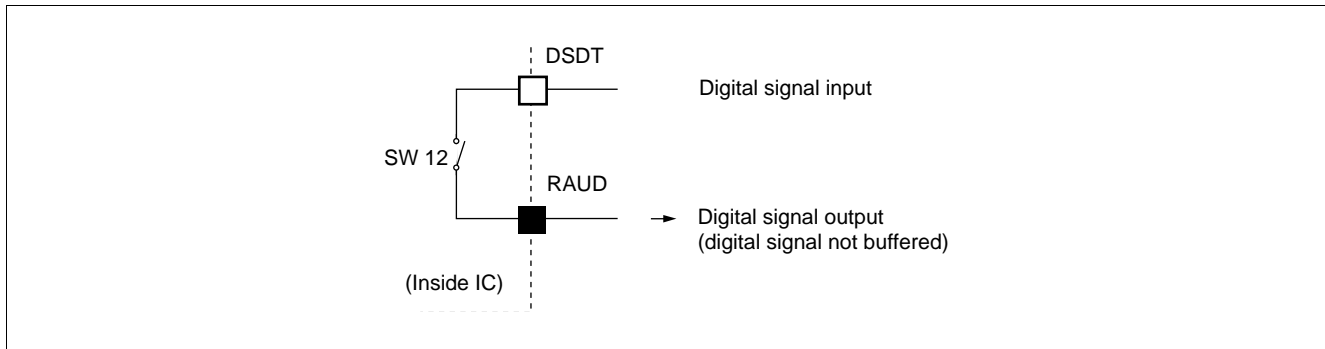 DSDT
Digital signal input
SW 12
RAUD
Digital signal output
(digital signal not buffered)
(Inside IC)